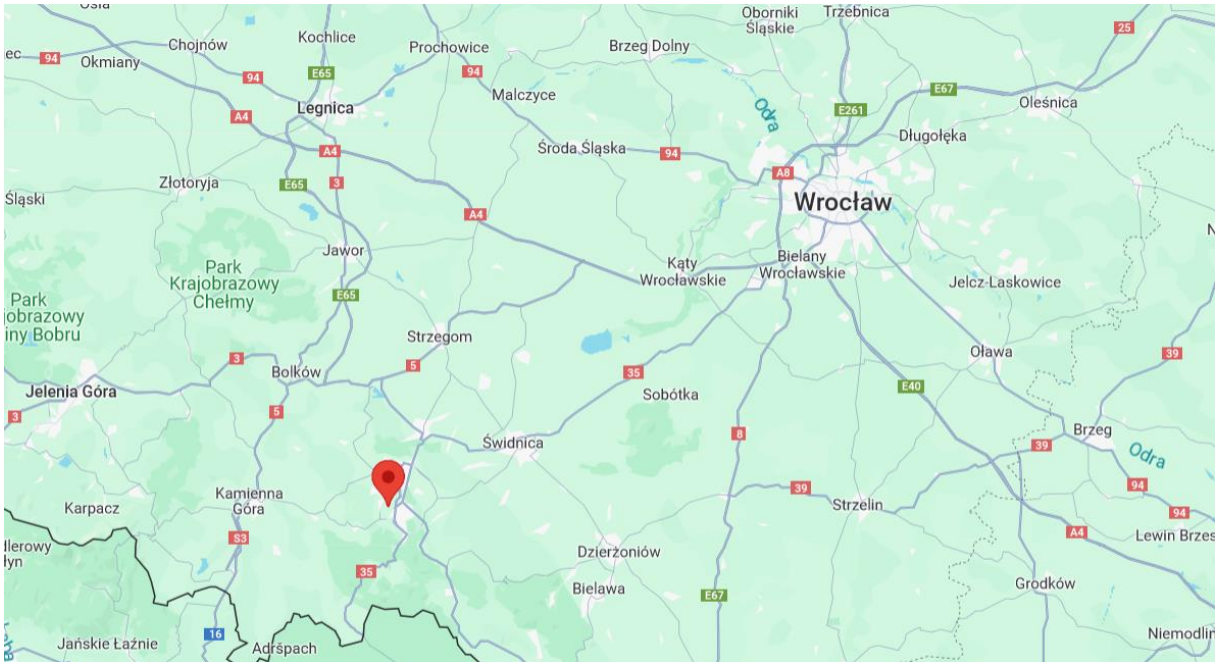 Osła
Oborniki
Śląskie
Trzebnica
25
ec
94
Chojnów
Kochlice
Prochowice
Brzeg Dolny
Okmiany
94
E65
94
Malczyce
E67
Legnica
Odra
E261
Oleśnica
A4
Długołęka
A4
Środa Śląska
94
A8
Złotoryja
E65
3
Śląski
Wrocław
A4
Jawor
Kąty
Wrocławskie
Bielany
Wrocławskie
Park
Krajobrazowy
Chełmy
Jelcz-Laskowice
Park
jobrazowy
iny Bobru
E65
Strzegom
3
Bolków
5
35
Oława
39
Jelenia Góra
Sobótka
E40
3
5
Świdnica
8
Brzeg
39
Odra
Kamienna
Góra
39
Strzelin
94
Karpacz
94
S3
A4
Lewin Brzes
dlerowy
łyn
Dzierżoniów
35
Bielawa
E67
Grodków
16
Jańskie Łaźnie
Adršpach
Niemodlin
Łaba
N